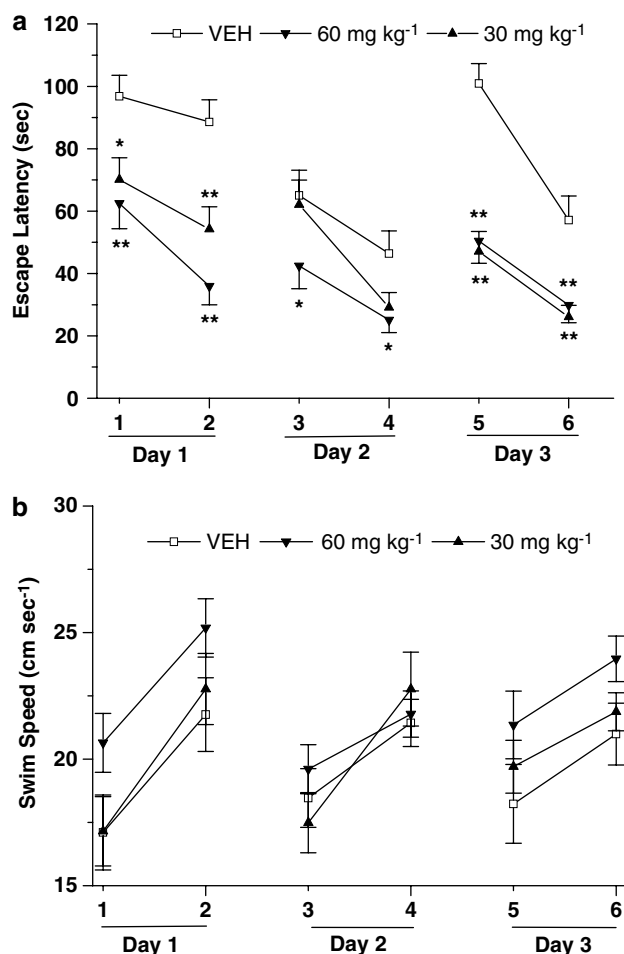 a
120
VEH 60 mg kg⁻¹ 30 mg kg⁻¹
100
80
60
40
20
0
Escape Latency (sec)
*
**
**
**
*
*
**
**
**
**
1 2 3 4 5 6
Day 1 Day 2 Day 3
b
30
VEH 60 mg kg⁻¹ 30 mg kg⁻¹
25
20
15
Swim Speed (cm sec⁻¹)
1 2 3 4 5 6
Day 1 Day 2 Day 3